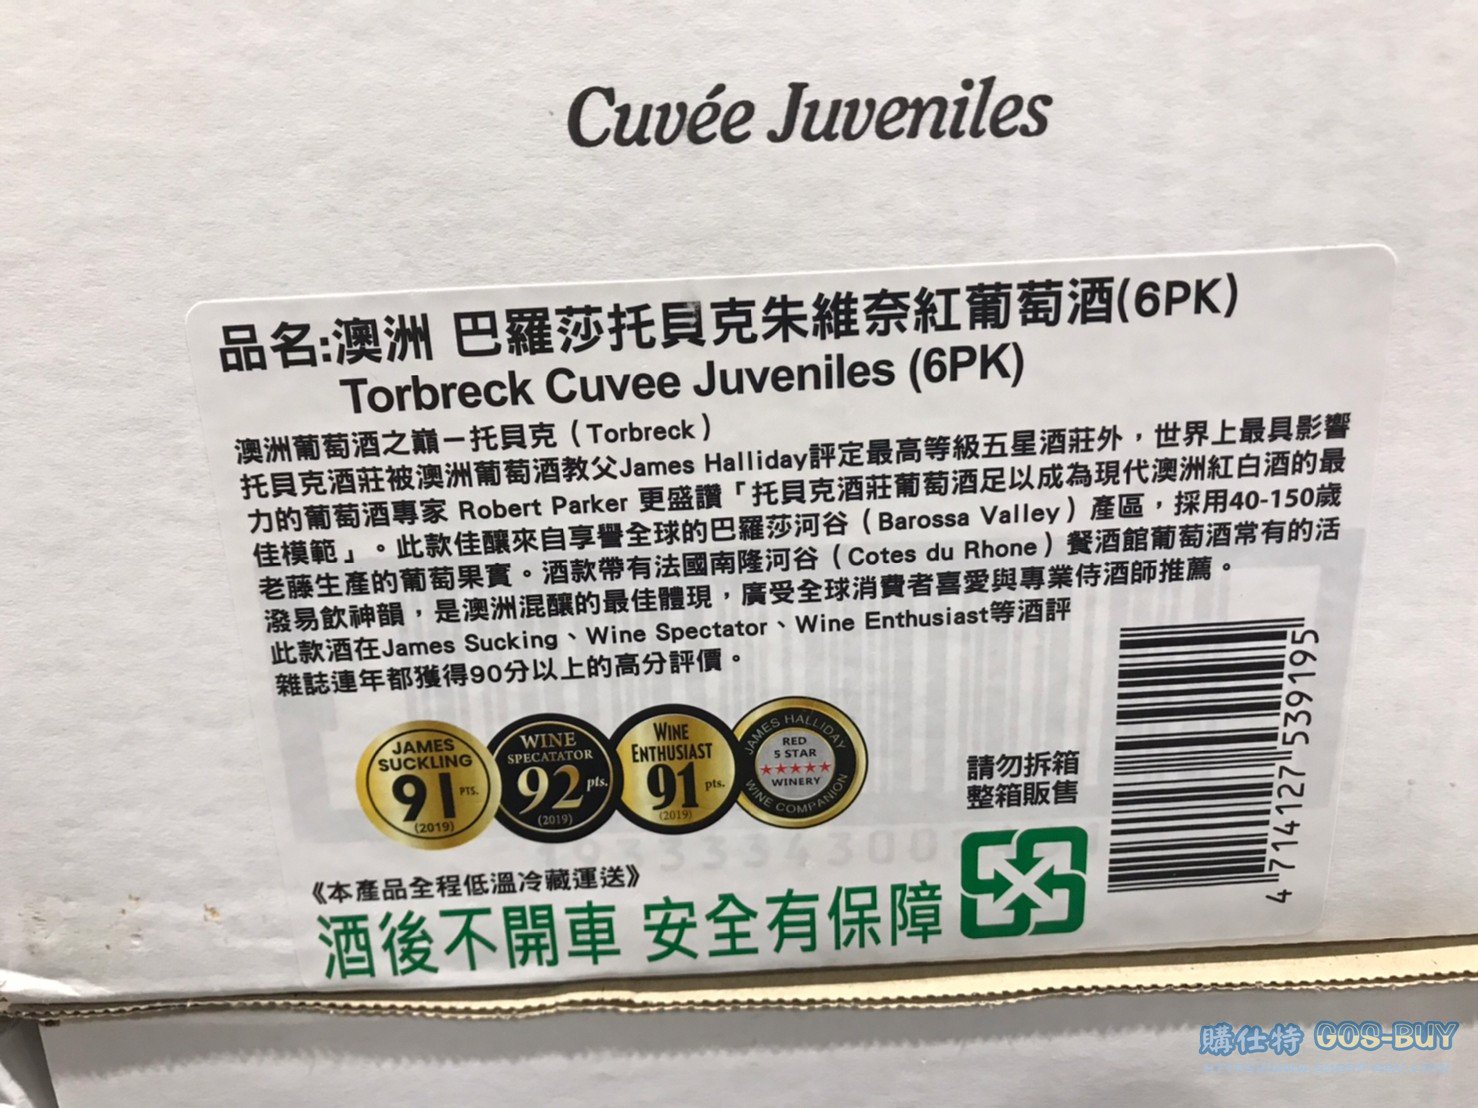 Cuvée Juveniles
品名:澳洲 巴羅莎托貝克朱維奈紅葡萄酒(6PK)
Torbreck Cuvee Juveniles (6PK)
澳洲葡萄酒之巔－托貝克（Torbreck）
托貝克酒莊被澳洲葡萄酒教父James Halliday評定最高等級五星酒莊外，世界上最具影響
力的葡萄酒專家 Robert Parker 更盛讚「托貝克酒莊葡萄酒足以成為現代澳洲紅白酒的最
佳模範」。此款佳釀來自享譽全球的巴羅莎河谷（Barossa Valley）產區，採用40-150歲
老藤生產的葡萄果實。酒款帶有法國南隆河谷（Cotes du Rhone）餐酒館葡萄酒常有的活
潑易飲神韻，是澳洲混釀的最佳體現，廣受全球消費者喜愛與專業侍酒師推薦。
此款酒在James Sucking、Wine Spectator、Wine Enthusiast等酒評
雜誌連年都獲得90分以上的高分評價。
JAMES
SUCKLING
91 PTS.
(2019)
WINE
SPECATATOR
92 pts.
(2019)
WINE
ENTHUSIAST
91 pts.
(2019)
JAMES HALLIDAY
RED
5 STAR
WINERY
WINE COMPANION
請勿拆箱
整箱販售
4 714127 539195
《本產品全程低溫冷藏運送》
酒後不開車 安全有保障
購仕特 GOS-BUY